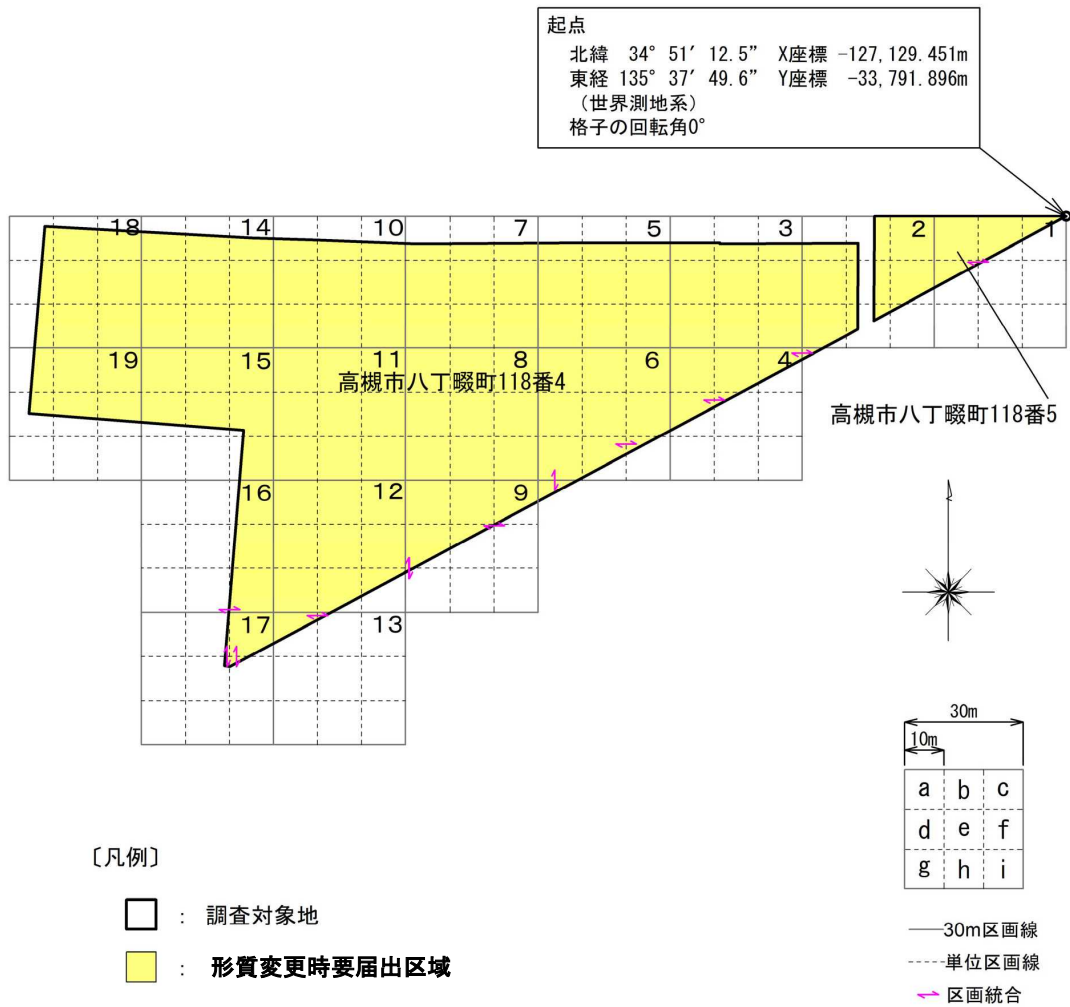 起点
北緯 34° 51′ 12.5” X座標 -127,129.451m
東経 135° 37′ 49.6” Y座標 -33,791.896m
(世界測地系)
格子の回転角0°
18 14 10 7 5 3 2 1
19 15 11 8 6 4
高槻市八丁畷町118番4
高槻市八丁畷町118番5
16 12 9
17 13
30m
10m
a b c
d e f
g h i
〔凡例〕
: 調査対象地
: 形質変更時要届出区域
30m区画線
単位区画線
区画統合